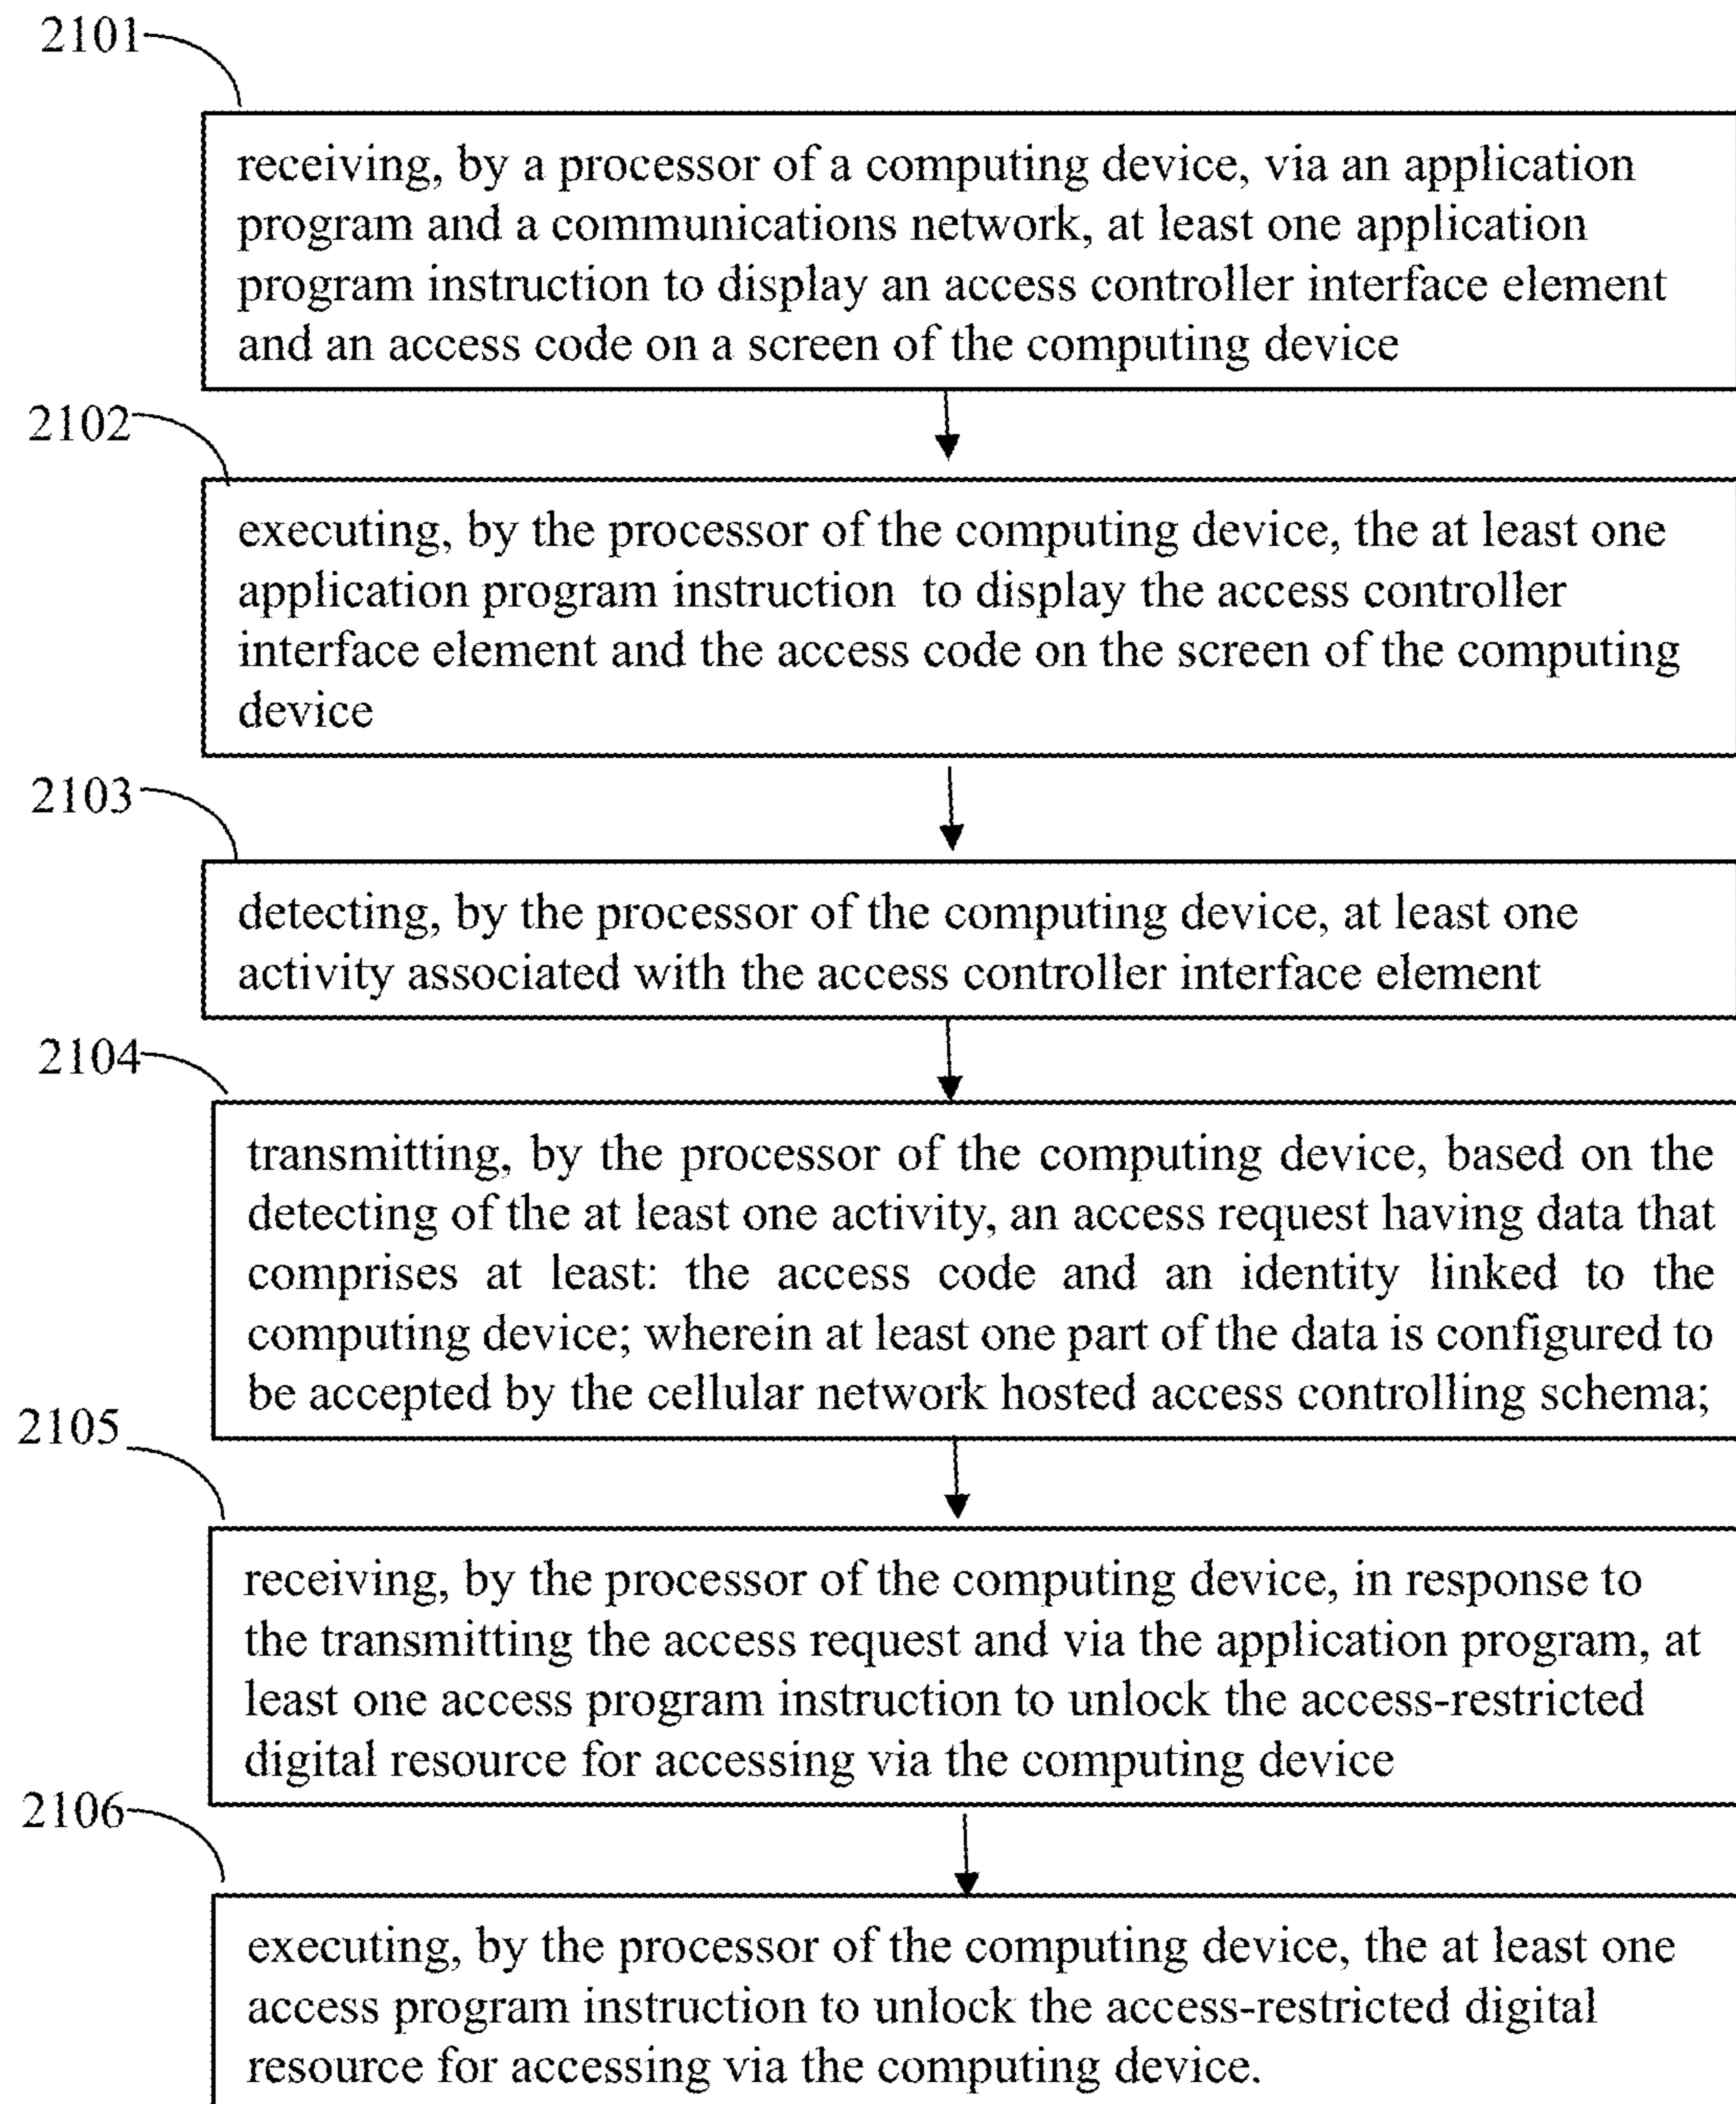 2101
receiving, by a processor of a computing device, via an application
program and a communications network, at least one application
program instruction to display an access controller interface element
and an access code on a screen of the computing device
2102
executing, by the processor of the computing device, the at least one
application program instruction to display the access controller
interface element and the access code on the screen of the computing
device
2103
detecting, by the processor of the computing device, at least one
activity associated with the access controller interface element
2104
transmitting, by the processor of the computing device, based on the
detecting of the at least one activity, an access request having data that
comprises at least: the access code and an identity linked to the
computing device; wherein at least one part of the data is configured to
be accepted by the cellular network hosted access controlling schema;
2105
receiving, by the processor of the computing device, in response to
the transmitting the access request and via the application program, at
least one access program instruction to unlock the access-restricted
digital resource for accessing via the computing device
2106
executing, by the processor of the computing device, the at least one
access program instruction to unlock the access-restricted digital
resource for accessing via the computing device.